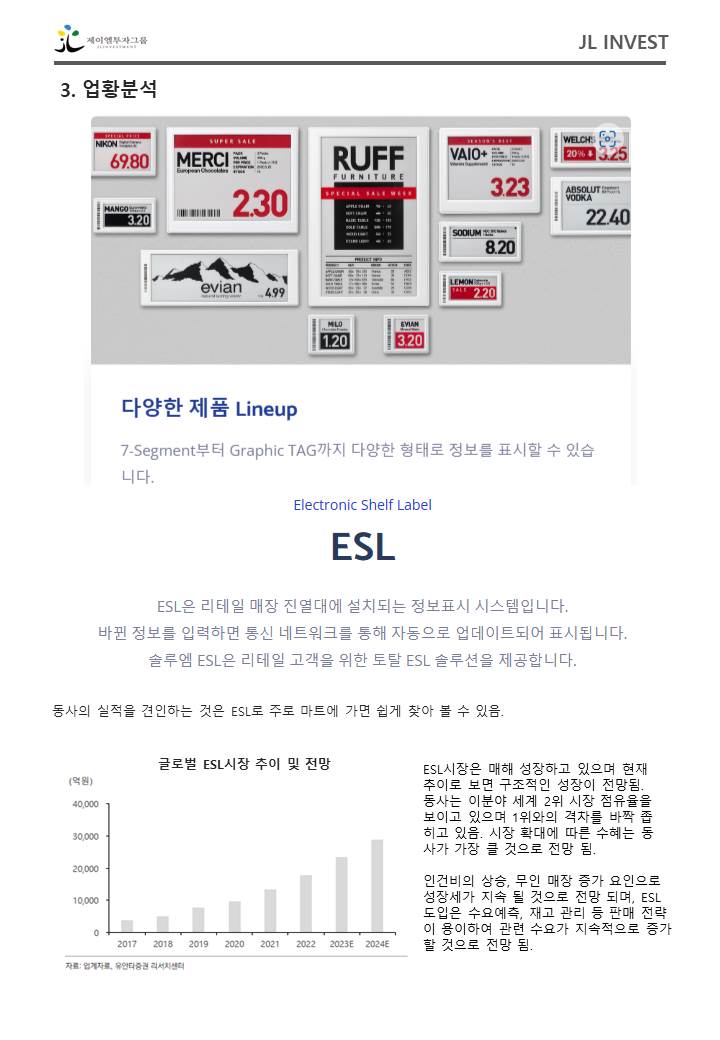 제이엘투자그룹
JL INVESTMENT
JL INVEST
3. 업황분석
SPECIAL PRICE
NIKON
69.80
MANGO
3.20
SUPER SALE
MERCI
European Chocolates
2.30
RUFF
FURNITURE
SPECIAL SALE WEEK
PRODUCT INFO
SEASON'S BEST
VAIO+
3.23
WELCH'
20%
3.25
ABSOLUT
VODKA
22.40
SODIUM
8.20
LEMON
SALE 2.20
evian
4.99
MILO
1.20
EVIAN
3.20
다양한 제품 Lineup
7-Segment부터 Graphic TAG까지 다양한 형태로 정보를 표시할 수 있습
니다.
Electronic Shelf Label
ESL
ESL은 리테일 매장 진열대에 설치되는 정보표시 시스템입니다.
바뀐 정보를 입력하면 통신 네트워크를 통해 자동으로 업데이트되어 표시됩니다.
솔루엠 ESL은 리테일 고객을 위한 토탈 ESL 솔루션을 제공합니다.
동사의 실적을 견인하는 것은 ESL로 주로 마트에 가면 쉽게 찾아 볼 수 있음.
글로벌 ESL시장 추이 및 전망
(억원)
40,000
30,000
20,000
10,000
0
2017 2018 2019 2020 2021 2022 2023E 2024E
자료: 업계자료, 유안타증권 리서치센터
ESL시장은 매해 성장하고 있으며 현재
추이로 보면 구조적인 성장이 전망됨.
동사는 이분야 세계 2위 시장 점유율을
보이고 있으며 1위와의 격차를 바짝 좁
히고 있음. 시장 확대에 따른 수혜는 동
사가 가장 클 것으로 전망 됨.
인건비의 상승, 무인 매장 증가 요인으로
성장세가 지속 될 것으로 전망 되며, ESL
도입은 수요예측, 재고 관리 등 판매 전략
이 용이하여 관련 수요가 지속적으로 증가
할 것으로 전망 됨.